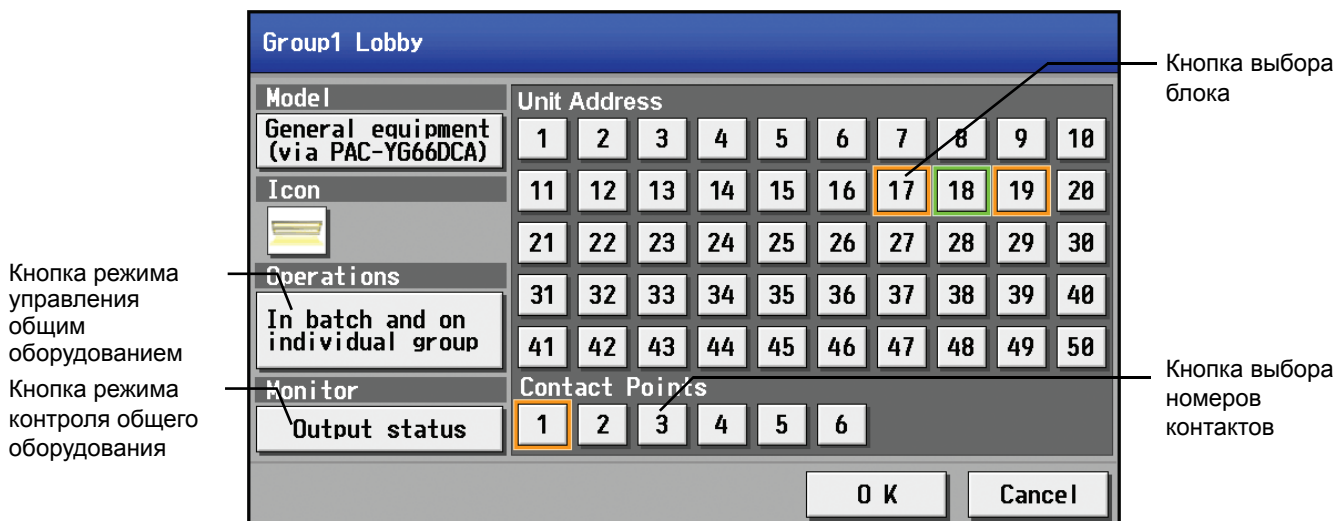 Group1 Lobby
Model
General equipment
(via PAC-YG66DCA)
Icon
Operations
In batch and on
individual group
Monitor
Output status
Unit Address
1 2 3 4 5 6 7 8 9 10
11 12 13 14 15 16 17 18 19 20
21 22 23 24 25 26 27 28 29 30
31 32 33 34 35 36 37 38 39 40
41 42 43 44 45 46 47 48 49 50
Contact Points
1 2 3 4 5 6
OK Cancel
Кнопка режима
управления
общим
оборудованием
Кнопка режима
контроля общего
оборудования
Кнопка выбора
блока
Кнопка выбора
номеров
контактов